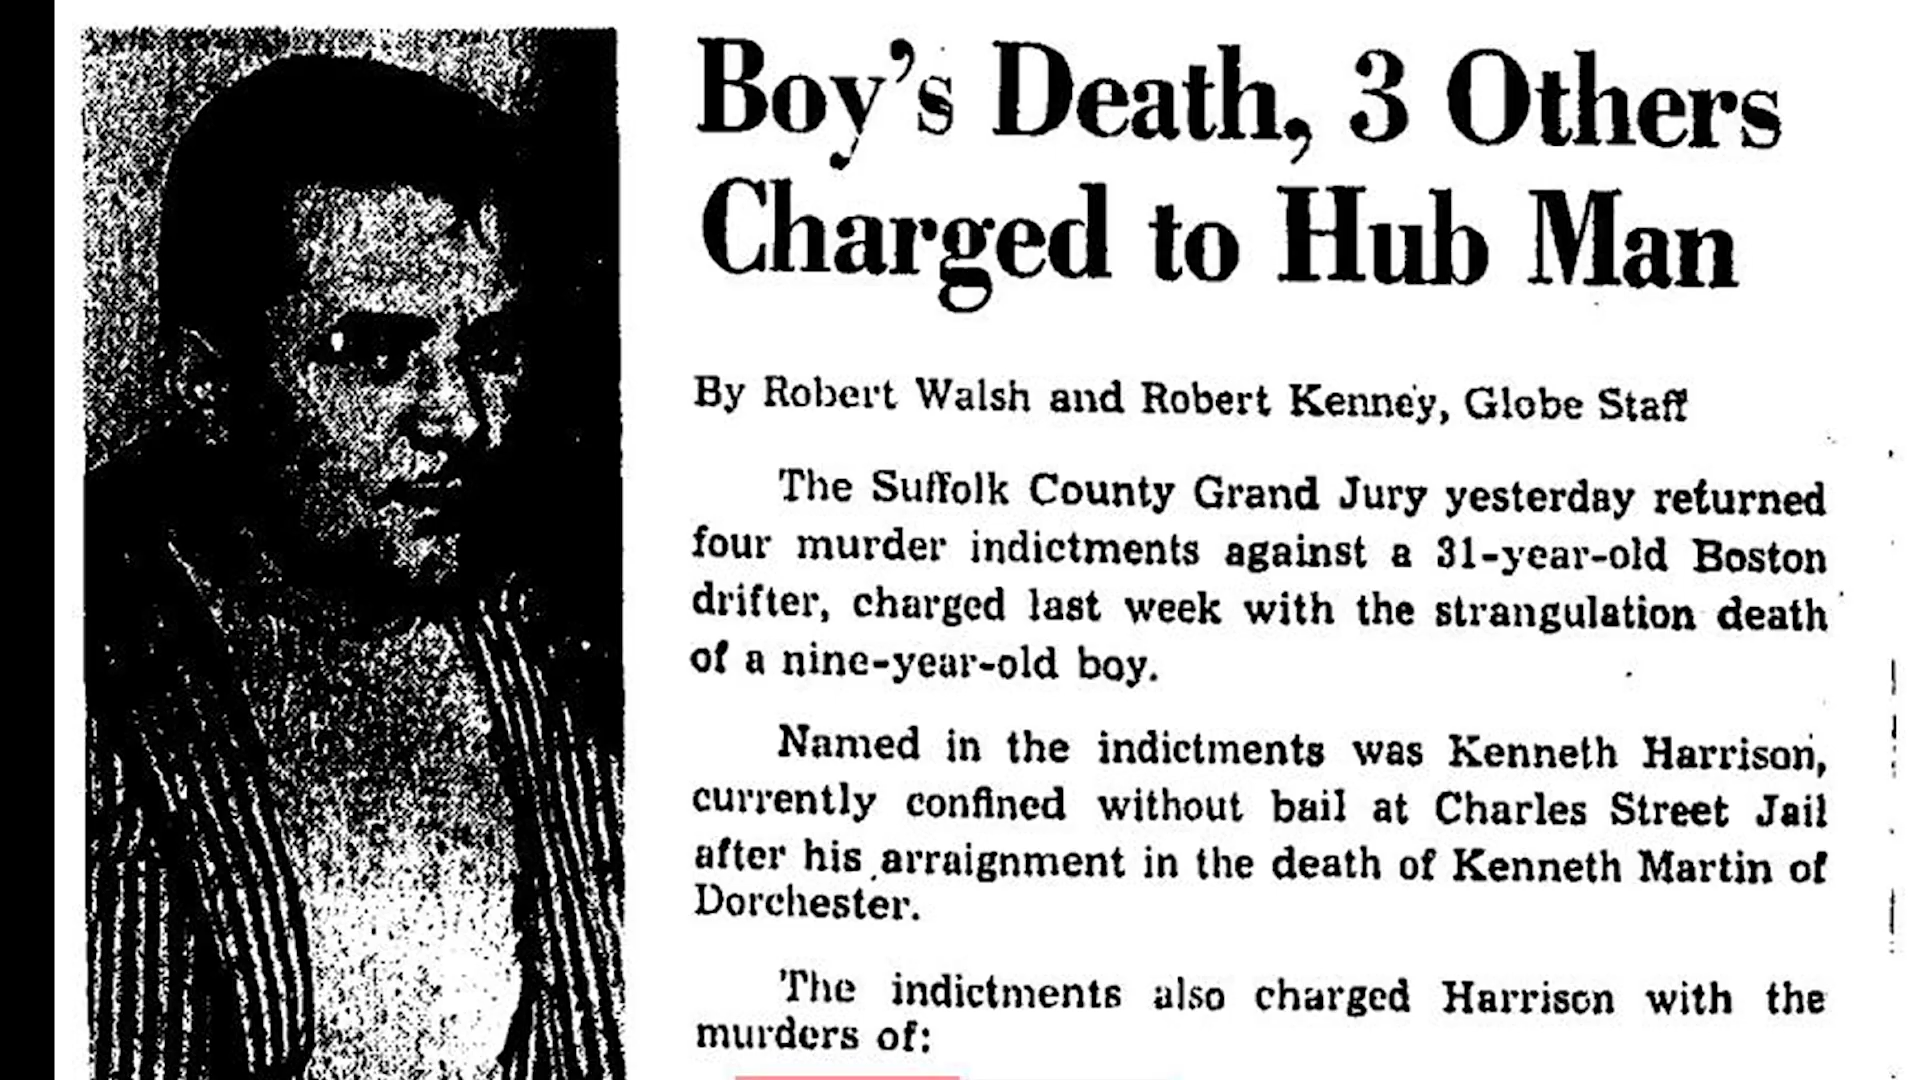 Boy's Death, 3 Others
Charged to Hub Man
By Robert Walsh and Robert Kenney, Globe Staff
The Suffolk County Grand Jury yesterday returned
four murder indictments against a 31-year-old Boston
drifter, charged last week with the strangulation death
of a nine-year-old boy.
Named in the indictments was Kenneth Harrison,
currently confined without bail at Charles Street Jail
after his arraignment in the death of Kenneth Martin of
Dorchester.
The indictments also charged Harrison with the
murders of: